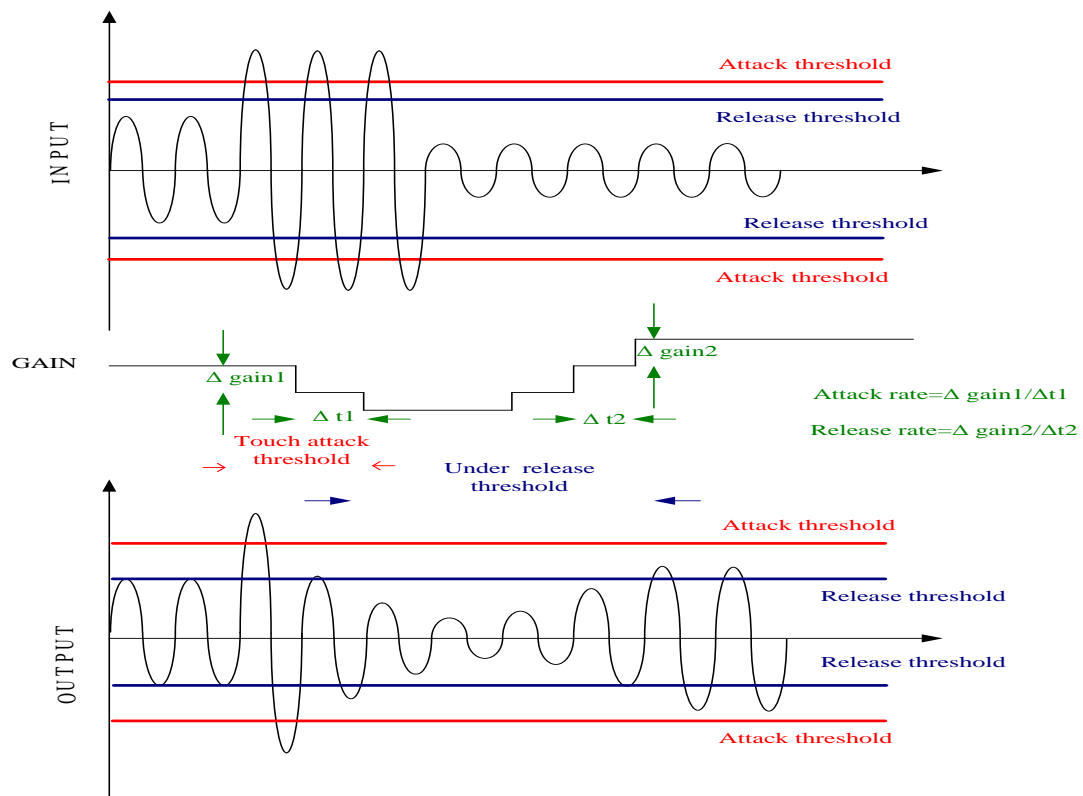 Attack threshold
Release threshold
INPUT
Release threshold
Attack threshold
GAIN
Δ gain1
Δ gain2
Δ t1
Δ t2
Attack rate=Δ gain1/Δt1
Release rate=Δ gain2/Δt2
Touch attack
threshold
Under release
threshold
Attack threshold
Release threshold
OUTPUT
Release threshold
Attack threshold